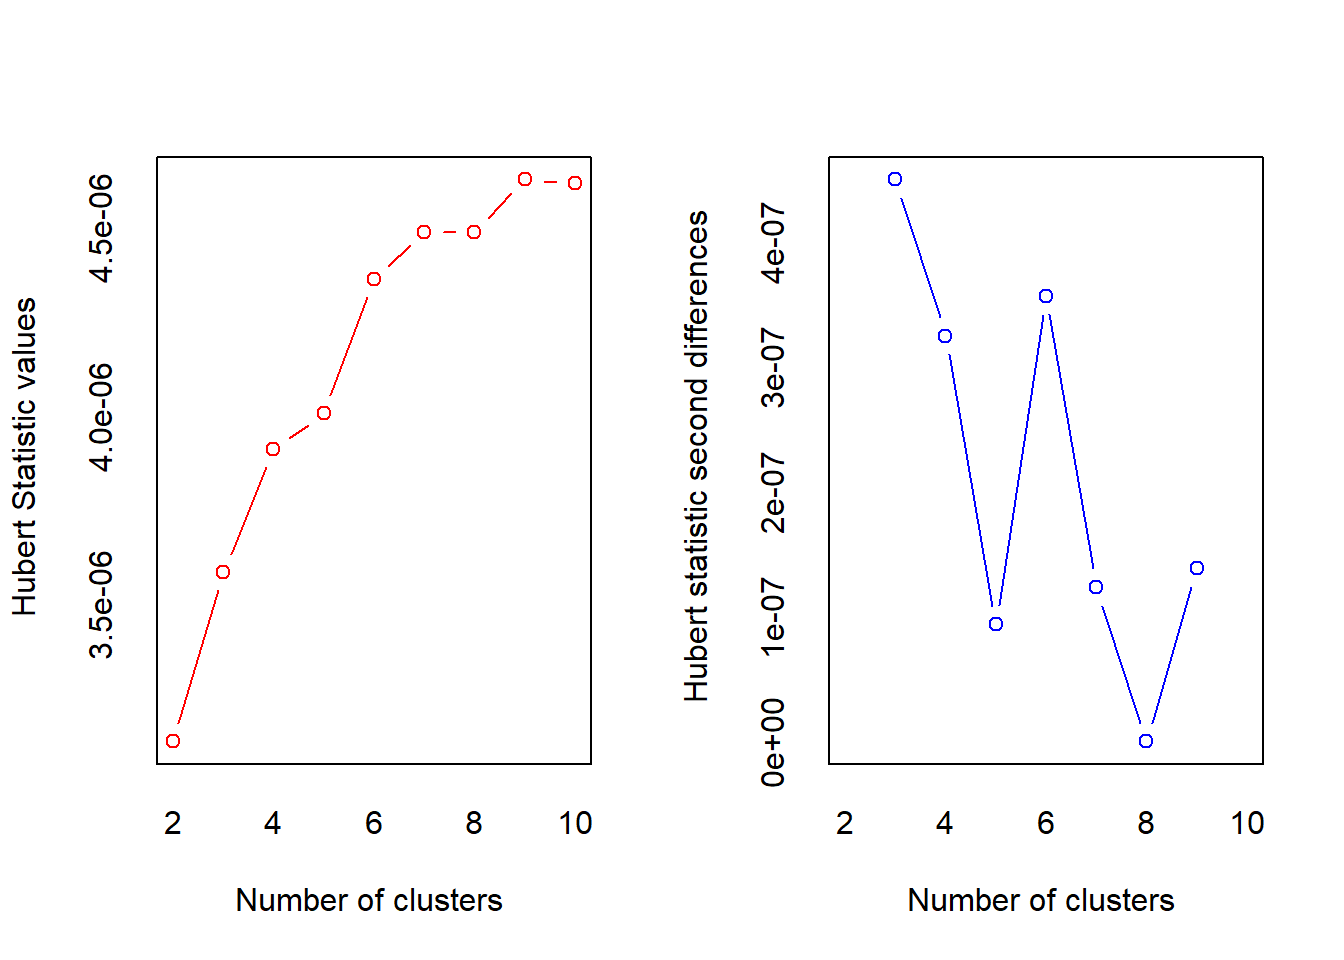 Hubert Statistic values
4.5e-06
4.0e-06
3.5e-06
2 4 6 8 10
Number of clusters
Hubert statistic second differences
4e-07
3e-07
2e-07
1e-07
0e+00
2 4 6 8 10
Number of clusters